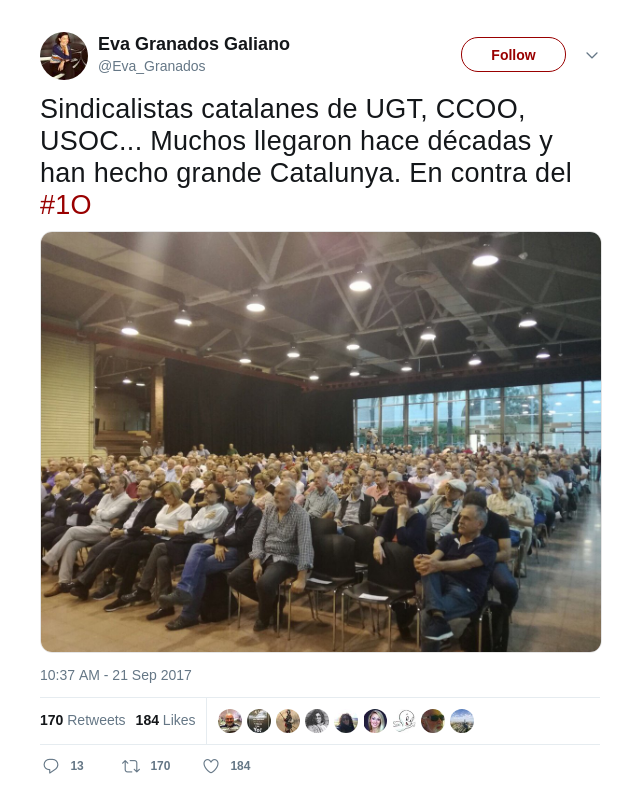 Eva Granados Galiano
@Eva_Granados
Follow
Sindicalistas catalanes de UGT, CCOO,
USOC... Muchos llegaron hace décadas y
han hecho grande Catalunya. En contra del
#1O
10:37 AM - 21 Sep 2017
170 Retweets 184 Likes
13 170 184